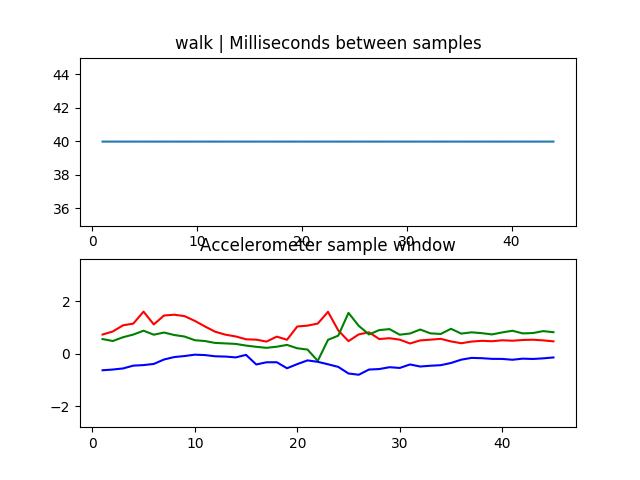 walk | Milliseconds between samples
44
42
40
38
36
0 10 20 30 40
Accelerometer sample window
2
0
−2
0 10 20 30 40